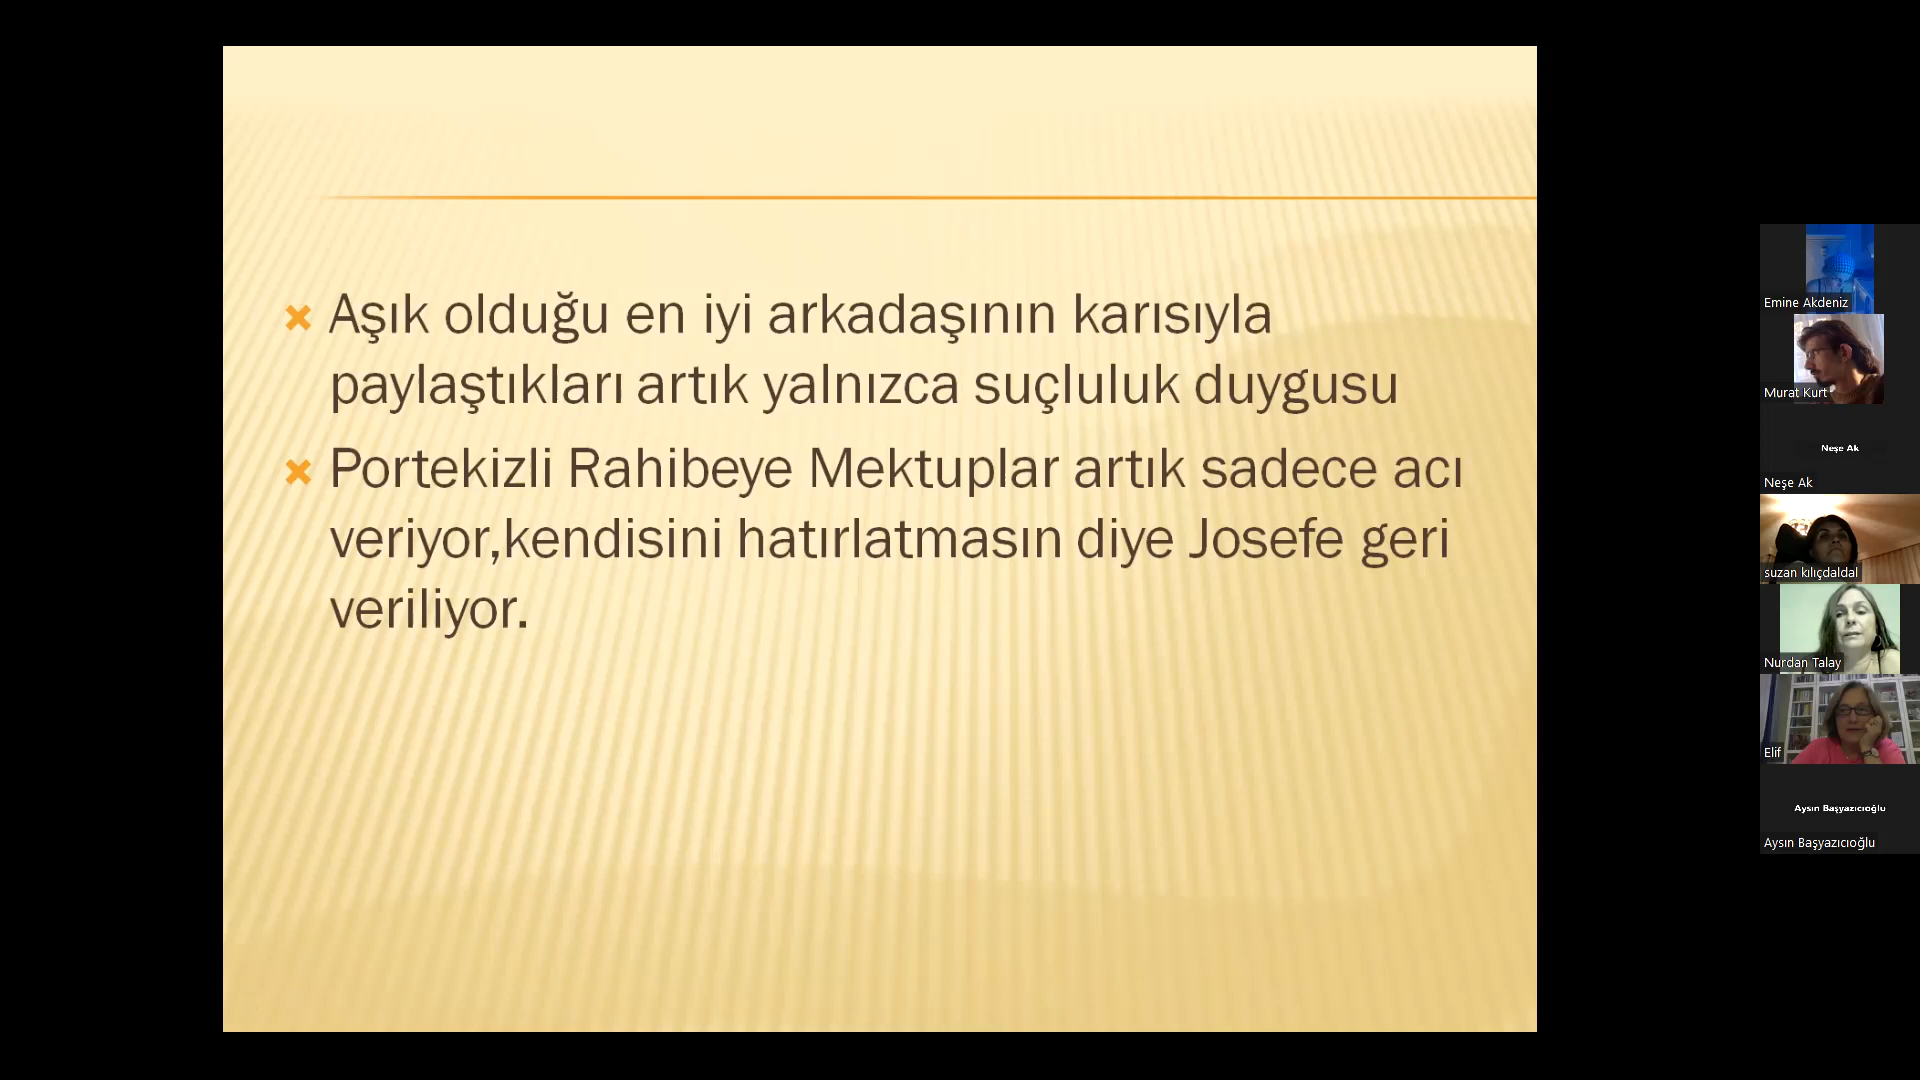 Aşık olduğu en iyi arkadaşının karısıyla
paylaştıkları artık yalnızca suçluluk duygusu
Portekizli Rahibeye Mektuplar artık sadece acı
veriyor,kendisini hatırlatmasın diye Josefe geri
veriliyor.
Emine Akdeniz
Murat Kurt
Neşe Ak
Neşe Ak
suzan kılıçdaldal
Nurdan Talay
Elif
Aysın Başyazıcıoğlu
Aysın Başyazıcıoğlu